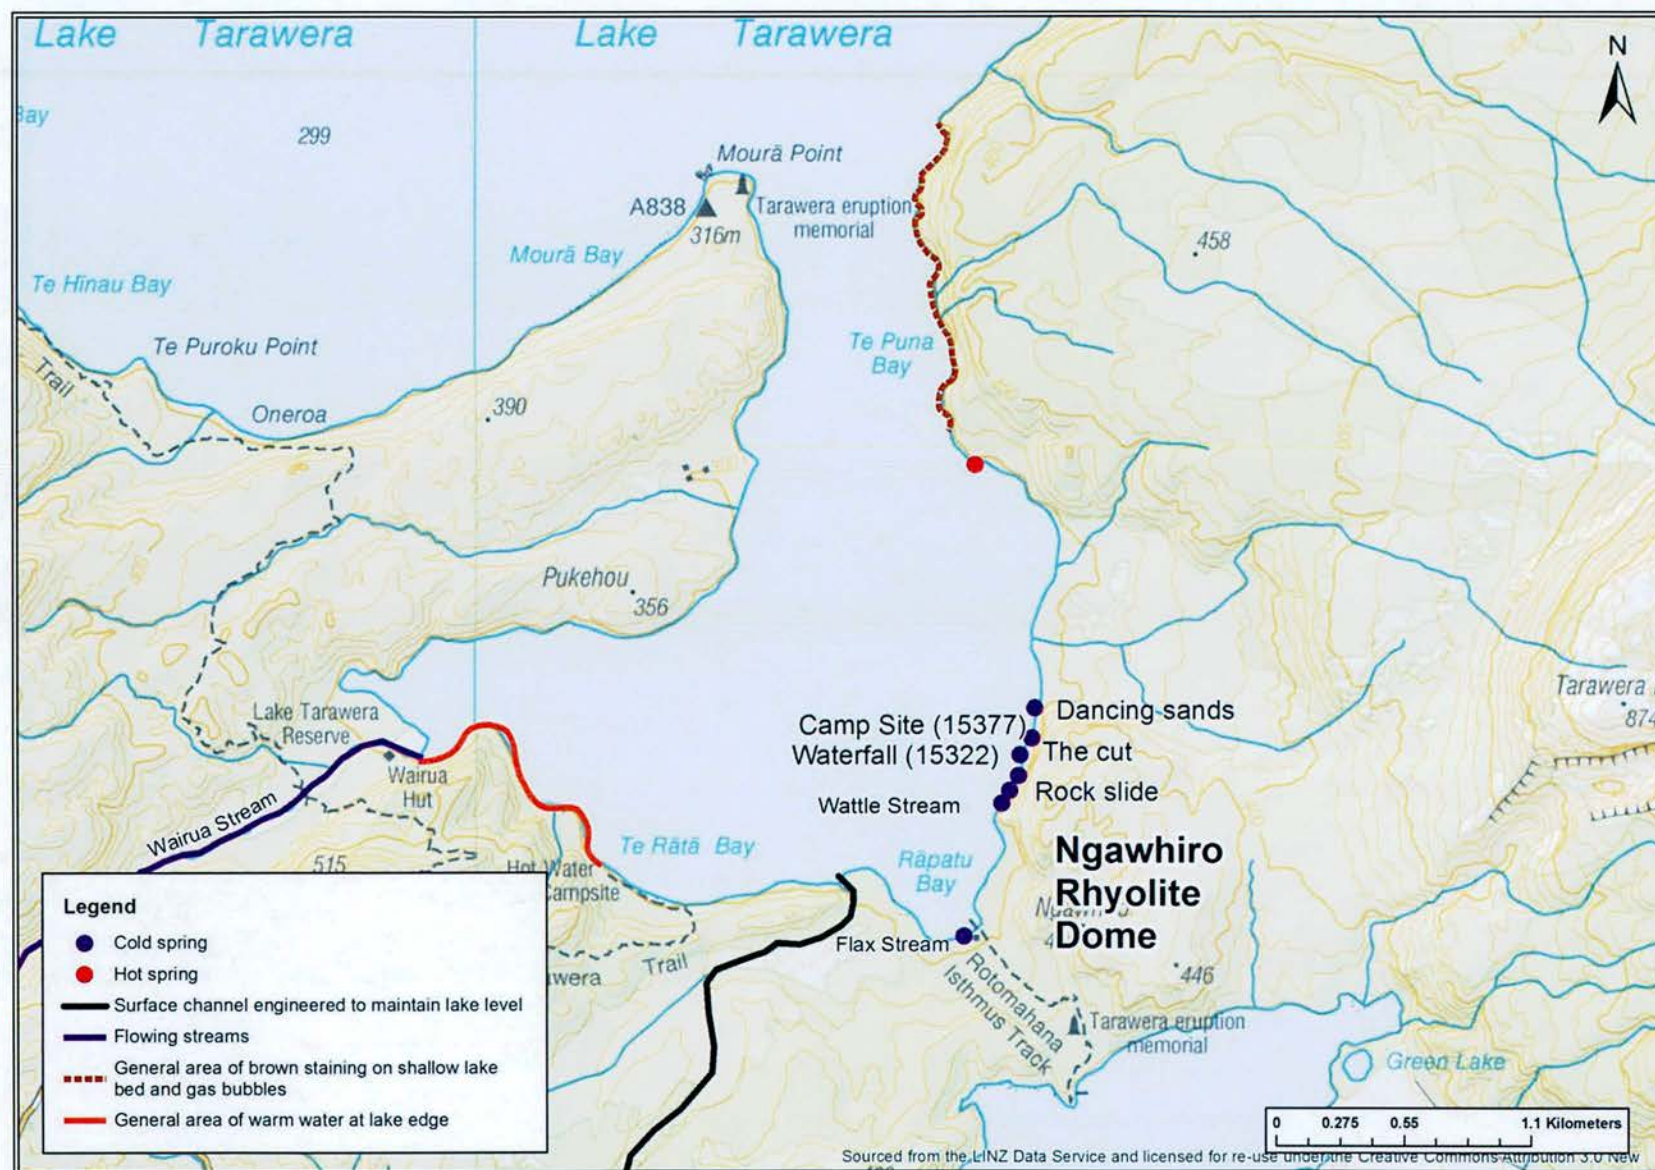 Lake Tarawera
Lake Tarawera
N
Bay
299
Mourā Point
A838
316m
Tarawera eruption
memorial
458
Mourā Bay
Te Hīnau Bay
Te Puna
Bay
Te Puroku Point
Trail
Oneroa
390
Pukehou
356
Tarawera
874
Lake Tarawera
Reserve
Dancing sands
Camp Site (15377)
The cut
Waterfall (15322)
Wairua
Hut
Rock slide
Wattle Stream
Wairua Stream
Te Rātā Bay
Ngawhiro
Rhyolite
Dome
Rāpatu
Bay
515
Hot Water
Campsite
Flax Stream
Trail
446
Rotomahana
Isthmus Track
Tarawera eruption
memorial
Green Lake
Legend
Cold spring
Hot spring
Surface channel engineered to maintain lake level
Flowing streams
General area of brown staining on shallow lake
bed and gas bubbles
General area of warm water at lake edge
0 0.275 0.55 1.1 Kilometers
Sourced from the LINZ Data Service and licensed for re-use under the Creative Commons Attribution 3.0 New